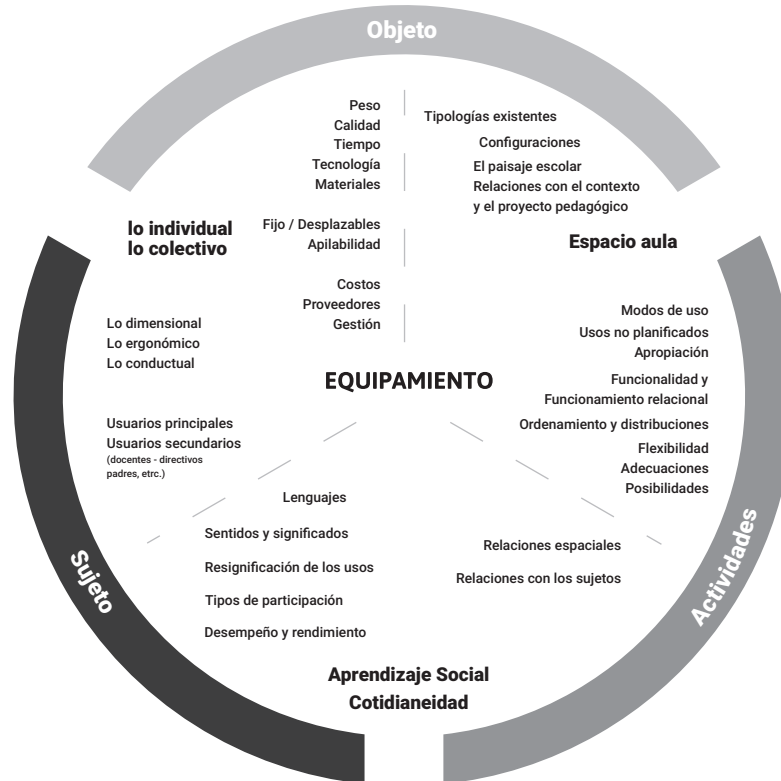 Objeto
Peso
Calidad
Tiempo
Tecnología
Materiales
Tipologías existentes
Configuraciones
El paisaje escolar
Relaciones con el contexto
y el proyecto pedagógico
lo individual
lo colectivo
Fijo / Desplazables
Apilabilidad
Espacio aula
Costos
Proveedores
Gestión
Lo dimensional
Lo ergonómico
Lo conductual
Modos de uso
Usos no planificados
Apropiación
EQUIPAMIENTO
Funcionalidad y
Funcionamiento relacional
Ordenamiento y distribuciones
Flexibilidad
Adecuaciones
Posibilidades
Usuarios principales
Usuarios secundarios
(docentes - directivos
padres, etrc.)
Lenguajes
Sentidos y significados
Resignificación de los usos
Tipos de participación
Desempeño y rendimiento
Relaciones espaciales
Relaciones con los sujetos
Sujeto
Actividades
Aprendizaje Social
Cotidianeidad